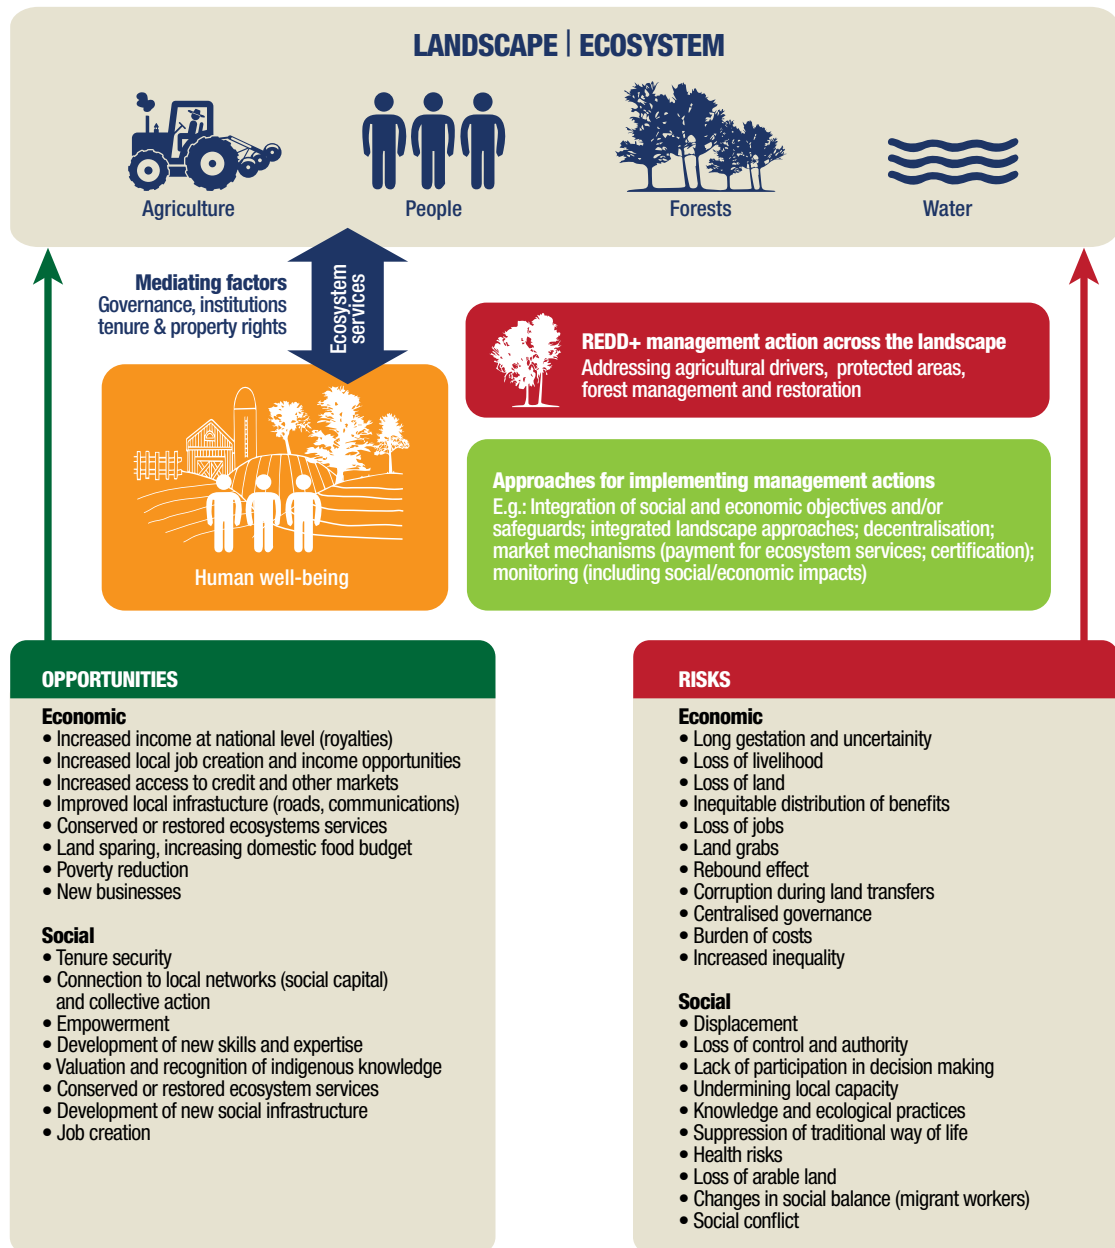 LANDSCAPE | ECOSYSTEM
Agriculture
People
Forests
Water
Mediating factors
Governance, institutions
tenure & property rights
Ecosystem
services
REDD+ management action across the landscape
Addressing agricultural drivers, protected areas,
forest management and restoration
Human well-being
Approaches for implementing management actions
E.g.: Integration of social and economic objectives and/or
safeguards; integrated landscape approaches; decentralisation;
market mechanisms (payment for ecosystem services; certification);
monitoring (including social/economic impacts)
OPPORTUNITIES
Economic
• Increased income at national level (royalties)
• Increased local job creation and income opportunities
• Increased access to credit and other markets
• Improved local infrastucture (roads, communications)
• Conserved or restored ecosystems services
• Land sparing, increasing domestic food budget
• Poverty reduction
• New businesses
Social
• Tenure security
• Connection to local networks (social capital)
and collective action
• Empowerment
• Development of new skills and expertise
• Valuation and recognition of indigenous knowledge
• Conserved or restored ecosystem services
• Development of new social infrastructure
• Job creation
RISKS
Economic
• Long gestation and uncertainity
• Loss of livelihood
• Loss of land
• Inequitable distribution of benefits
• Loss of jobs
• Land grabs
• Rebound effect
• Corruption during land transfers
• Centralised governance
• Burden of costs
• Increased inequality
Social
• Displacement
• Loss of control and authority
• Lack of participation in decision making
• Undermining local capacity
• Knowledge and ecological practices
• Suppression of traditional way of life
• Health risks
• Loss of arable land
• Changes in social balance (migrant workers)
• Social conflict